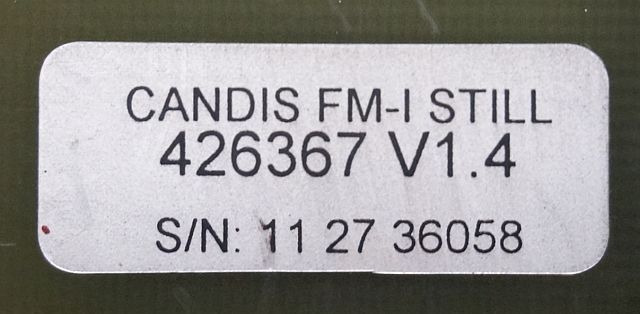 CANDIS FM-I STILL
426367 V1.4
S/N: 11 27 36058